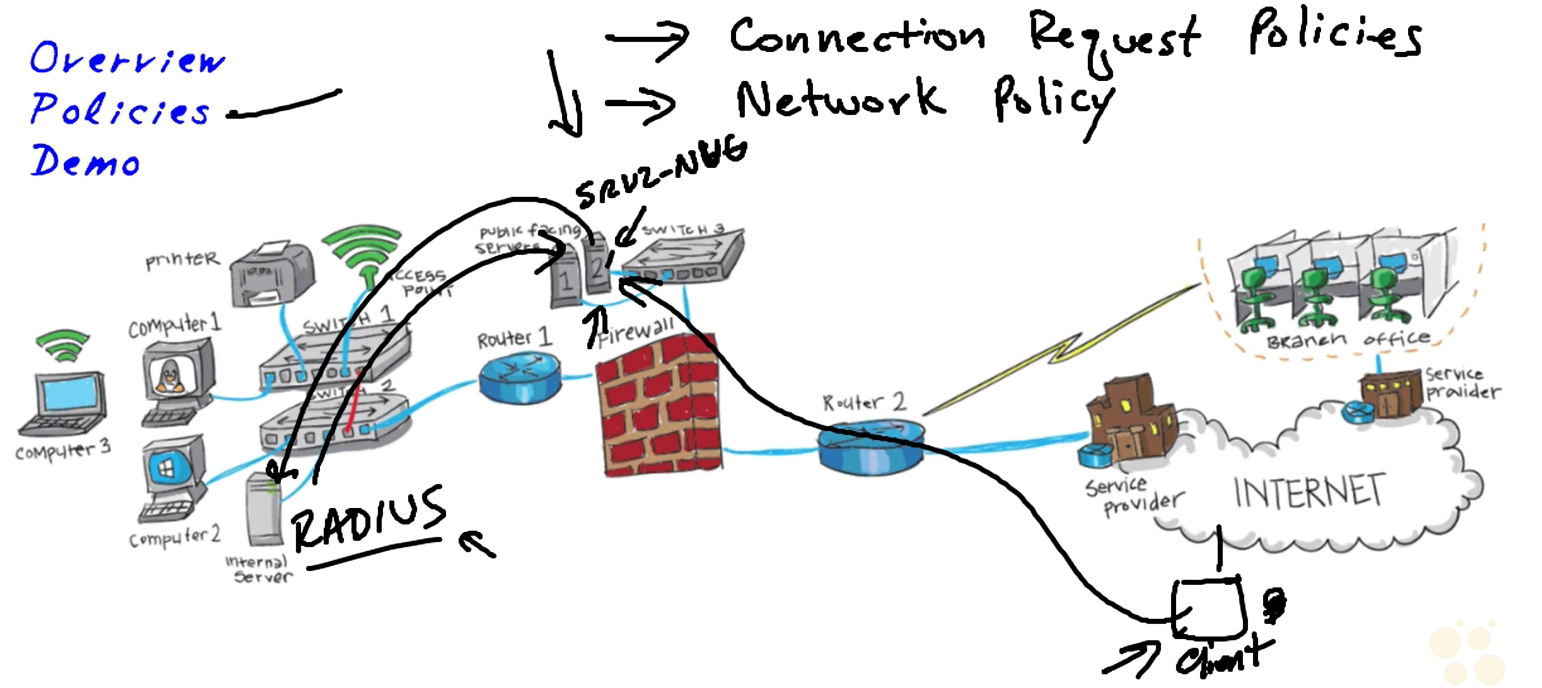 Overview
Policies
Demo
Connection Request Policies
Network Policy
SRV2-NUG
Public facing
servers
1
2
SWITCH 3
Printer
ACCESS
POINT
Computer 1
SWITCH 1
Router 1
Firewall
Computer 3
SWITCH 2
Computer 2
Internal
Server
RADIUS
Router 2
Branch office
Service
provider
Service
provider
INTERNET
Client